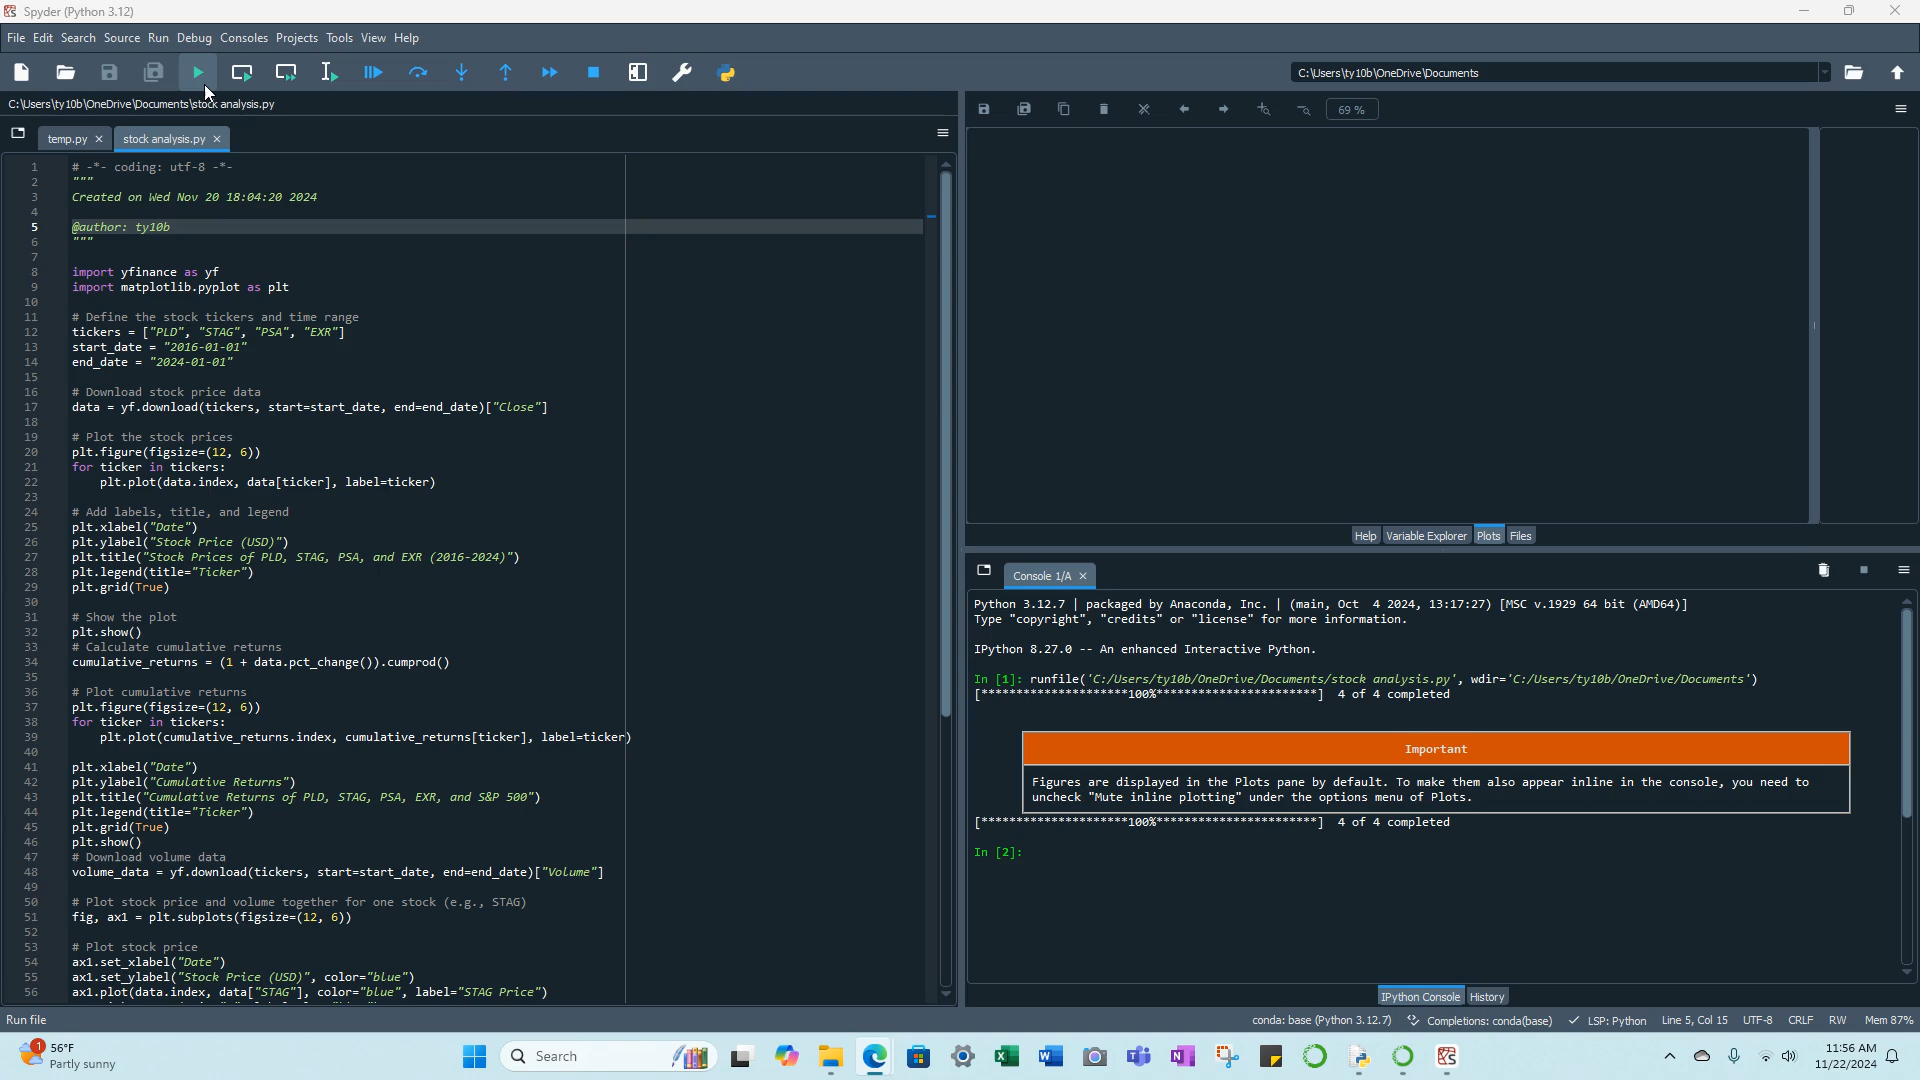 Spyder (Python 3.12)
File Edit Search Source Run Debug Consoles Projects Tools View Help
C:\Users\ty10b\OneDrive\Documents
C:\Users\ty10b\OneDrive\Documents\stock analysis.py
69 %
temp.py stock analysis.py
1 # -*- coding: utf-8 -*-
2 """
3 Created on Wed Nov 20 18:04:20 2024
4
5 @author: ty10b
6 """
7
8 import yfinance as yf
9 import matplotlib.pyplot as plt
10
11 # Define the stock tickers and time range
12 tickers = ["PLD", "STAG", "PSA", "EXR"]
13 start_date = "2016-01-01"
14 end_date = "2024-01-01"
15
16 # Download stock price data
17 data = yf.download(tickers, start=start_date, end=end_date)["Close"]
18
19 # Plot the stock prices
20 plt.figure(figsize=(12, 6))
21 for ticker in tickers:
22 plt.plot(data.index, data[ticker], label=ticker)
23
24 # Add labels, title, and legend
25 plt.xlabel("Date")
26 plt.ylabel("Stock Price (USD)")
27 plt.title("Stock Prices of PLD, STAG, PSA, and EXR (2016-2024)")
28 plt.legend(title="Ticker")
29 plt.grid(True)
30
31 # Show the plot
32 plt.show()
33 # Calculate cumulative returns
34 cumulative_returns = (1 + data.pct_change()).cumprod()
35
36 # Plot cumulative returns
37 plt.figure(figsize=(12, 6))
38 for ticker in tickers:
39 plt.plot(cumulative_returns.index, cumulative_returns[ticker], label=ticker)
40
41 plt.xlabel("Date")
42 plt.ylabel("Cumulative Returns")
43 plt.title("Cumulative Returns of PLD, STAG, PSA, EXR, and S&P 500")
44 plt.legend(title="Ticker")
45 plt.grid(True)
46 plt.show()
47 # Download volume data
48 volume_data = yf.download(tickers, start=start_date, end=end_date)["Volume"]
49
50 # Plot stock price and volume together for one stock (e.g., STAG)
51 fig, ax1 = plt.subplots(figsize=(12, 6))
52
53 # Plot stock price
54 ax1.set_xlabel("Date")
55 ax1.set_ylabel("Stock Price (USD)", color="blue")
56 ax1.plot(data.index, data["STAG"], color="blue", label="STAG Price")
Help Variable Explorer Plots Files
Console 1/A
Python 3.12.7 | packaged by Anaconda, Inc. | (main, Oct 4 2024, 13:17:27) [MSC v.1929 64 bit (AMD64)]
Type "copyright", "credits" or "license" for more information.
IPython 8.27.0 -- An enhanced Interactive Python.
In [1]: runfile('C:/Users/ty10b/OneDrive/Documents/stock analysis.py', wdir='C:/Users/ty10b/OneDrive/Documents')
[*********************100%***********************] 4 of 4 completed
Important
Figures are displayed in the Plots pane by default. To make them also appear inline in the console, you need to
uncheck "Mute inline plotting" under the options menu of Plots.
[*********************100%***********************] 4 of 4 completed
In [2]:
IPython Console History
Run file
conda: base (Python 3.12.7) Completions: conda(base) LSP: Python Line 5, Col 15 UTF-8 CRLF RW Mem 87%
1
56°F
Partly sunny
Search
11:56 AM
11/22/2024